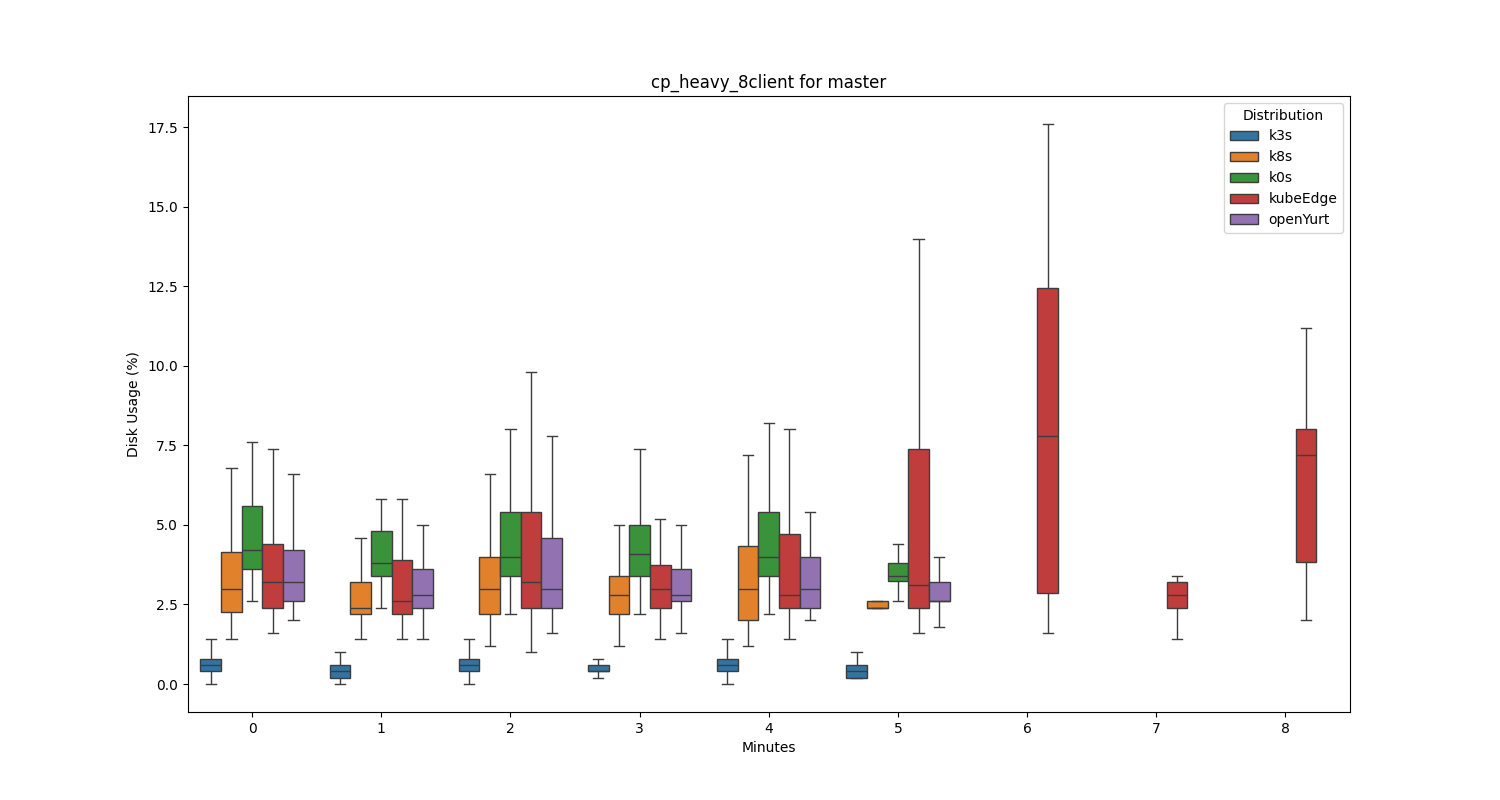 cp_heavy_8client for master
Distribution
k3s
k8s
k0s
kubeEdge
openYurt
Disk Usage (%)
17.5
15.0
12.5
10.0
7.5
5.0
2.5
0.0
0 1 2 3 4 5 6 7 8
Minutes